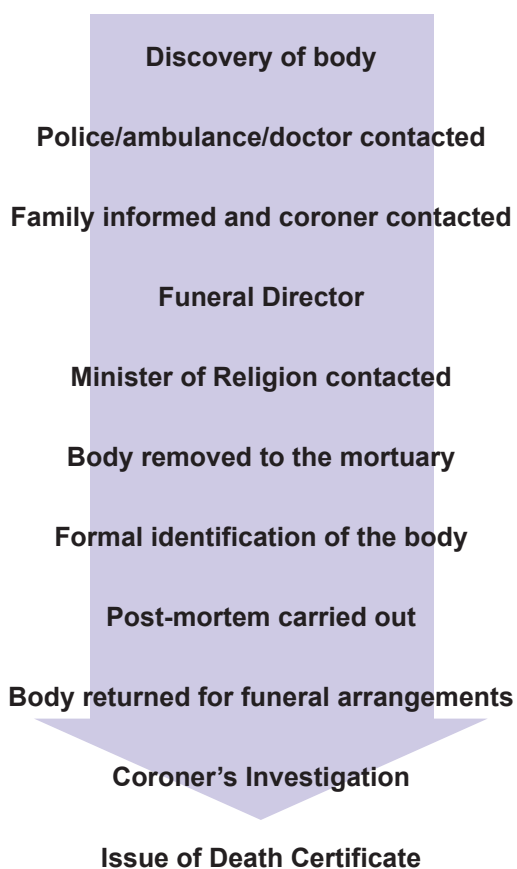 Discovery of body
Police/ambulance/doctor contacted
Family informed and coroner contacted
Funeral Director
Minister of Religion contacted
Body removed to the mortuary
Formal identification of the body
Post-mortem carried out
Body returned for funeral arrangements
Coroner’s Investigation
Issue of Death Certificate